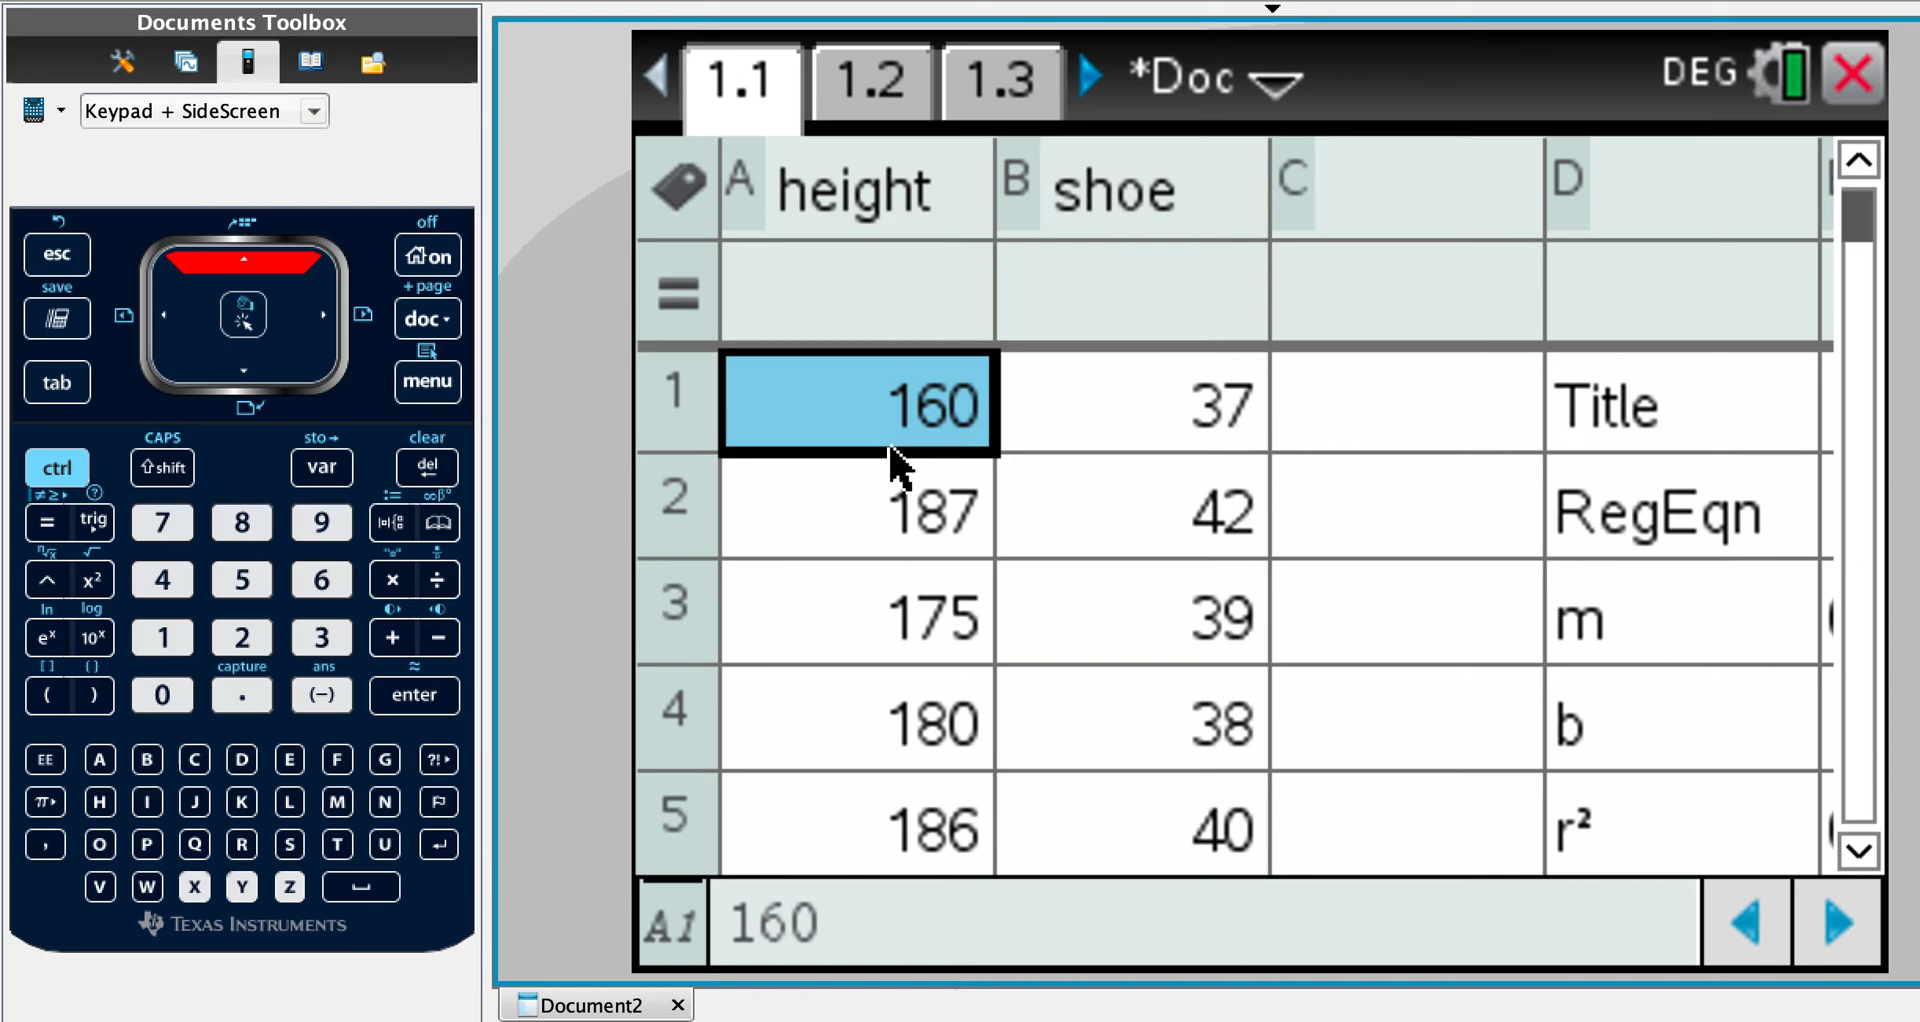 Documents Toolbox
Keypad + SideScreen
off
esc
on
save
+ page
doc
tab
menu
CAPS
sto→
clear
ctrl
⇧shift
var
del
|≠≥▸
:=
∞β°
=
trig
7
8
9
ⁿ√x
√
^
x²
4
5
6
×
÷
ln
log
eˣ
10ˣ
1
2
3
+
−
[ ]
{ }
capture
ans
≈
(
)
0
.
(−)
enter
EE
A
B
C
D
E
F
G
?!▸
π▸
H
I
J
K
L
M
N
,
O
P
Q
R
S
T
U
V
W
X
Y
Z
TEXAS INSTRUMENTS
1.1
1.2
1.3
*Doc
DEG
A height
B shoe
C
D
=
1 160 37 Title
2 187 42 RegEqn
3 175 39 m
4 180 38 b
5 186 40 r²
A1 160
Document2